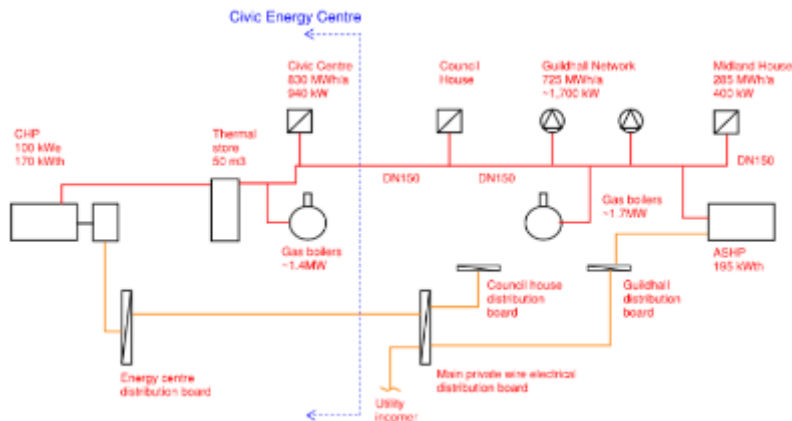 Civic Energy Centre
Civic Centre
830 MWh/a
940 kW
Council
House
Guildhall Network
725 MWh/a
~1,700 kW
Midland House
285 MWh/a
400 kW
CHP
100 kWe
170 kWth
Thermal
store
50 m3
DN150
DN150
DN150
Gas boilers
~1.4MW
Gas boilers
~1.7MW
ASHP
195 kWth
Council house
distribution
board
Guildhall
distribution
board
Energy centre
distribution board
Main private wire electrical
distribution board
Utility
incomer